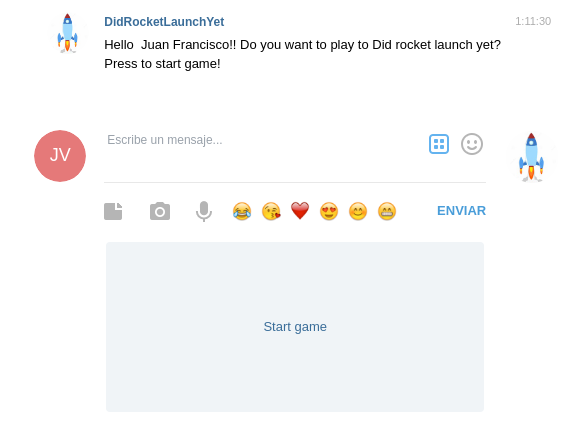 DidRocketLaunchYet
1:11:30
Hello  Juan Francisco!! Do you want to play to Did rocket launch yet?
Press to start game!
JV
Escribe un mensaje...
ENVIAR
Start game